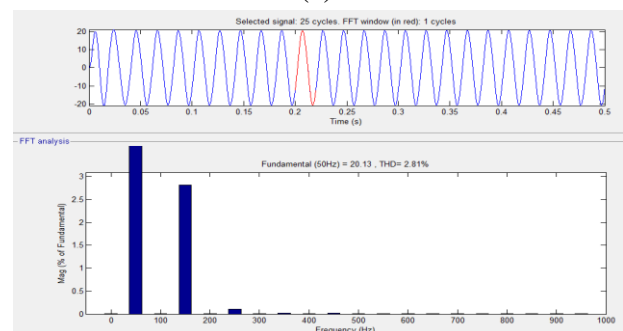 Selected signal: 25 cycles. FFT window (in red): 1 cycles
20
10
0
-10
-20
0 0.05 0.1 0.15 0.2 0.25 0.3 0.35 0.4 0.45 0.5
Time (s)
FFT analysis
Fundamental (50Hz) = 20.13 , THD= 2.81%
3
2.5
2
1.5
1
0.5
0
Mag (% of Fundamental)
0 100 200 300 400 500 600 700 800 900 1000
Frequency (Hz)